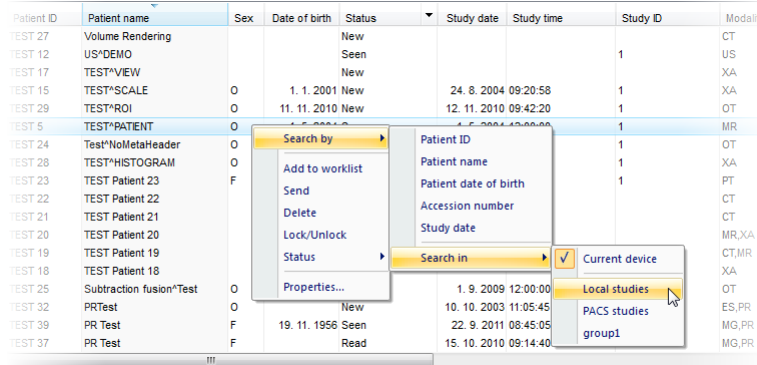 Patient ID Patient name Sex Date of birth Status Study date Study time Study ID Modali
TEST 27 Volume Rendering New CT
TEST 12 US^DEMO Seen 1 US
TEST 17 TEST^VIEW New XA
TEST 15 TEST^SCALE O 1. 1. 2001 New 24. 8. 2004 09:20:58 1 XA
TEST 29 TEST^ROI O 11. 11. 2010 New 12. 11. 2010 09:42:20 1 OT
TEST 5 TEST^PATIENT O 1 MR
TEST 24 Test^NoMetaHeader O 1 OT
TEST 28 TEST^HISTOGRAM O 1 XA
TEST 23 TEST Patient 23 F 1 PT
TEST 22 TEST Patient 22 CT
TEST 21 TEST Patient 21 CT
TEST 20 TEST Patient 20 MR,XA
TEST 19 TEST Patient 19 CT,MR
TEST 18 TEST Patient 18 XA
TEST 25 Subtraction fusion^Test O 1. 9. 2009 12:00:00 OT
TEST 32 PRTest O New 10. 10. 2003 11:05:45 ES,PR
TEST 39 PR Test F 19. 11. 1956 Seen 22. 9. 2011 08:45:05 MG,PR
TEST 37 PR Test F Read 15. 10. 2010 09:14:40 MG,PR
Search by
Add to worklist
Send
Delete
Lock/Unlock
Status
Properties...
Patient ID
Patient name
Patient date of birth
Accession number
Study date
Search in
Current device
Local studies
PACS studies
group1